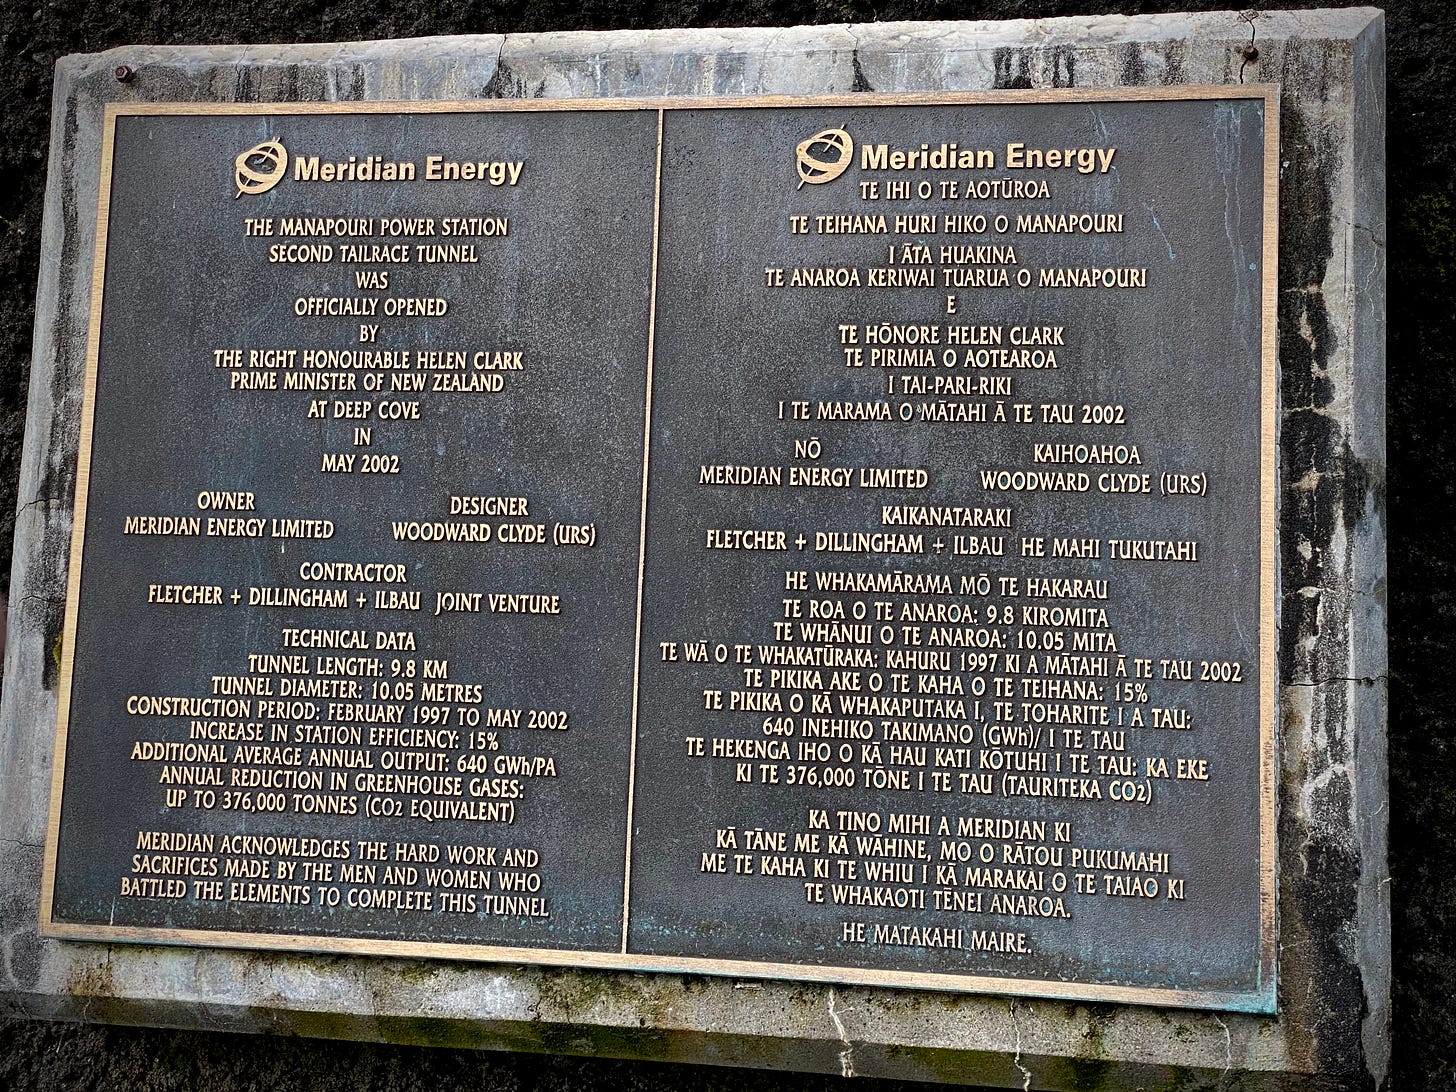 Meridian Energy
THE MANAPOURI POWER STATION
SECOND TAILRACE TUNNEL
WAS
OFFICIALLY OPENED
BY
THE RIGHT HONOURABLE HELEN CLARK
PRIME MINISTER OF NEW ZEALAND
AT DEEP COVE
IN
MAY 2002
OWNER DESIGNER
MERIDIAN ENERGY LIMITED WOODWARD CLYDE (URS)
CONTRACTOR
FLETCHER + DILLINGHAM + ILBAU JOINT VENTURE
TECHNICAL DATA
TUNNEL LENGTH: 9.8 KM
TUNNEL DIAMETER: 10.05 METRES
CONSTRUCTION PERIOD: FEBRUARY 1997 TO MAY 2002
INCREASE IN STATION EFFICIENCY: 15%
ADDITIONAL AVERAGE ANNUAL OUTPUT: 640 GWh/PA
ANNUAL REDUCTION IN GREENHOUSE GASES:
UP TO 376,000 TONNES (CO2 EQUIVALENT)
MERIDIAN ACKNOWLEDGES THE HARD WORK AND
SACRIFICES MADE BY THE MEN AND WOMEN WHO
BATTLED THE ELEMENTS TO COMPLETE THIS TUNNEL
Meridian Energy
TE IHI O TE AOTŪROA
TE TEIHANA HURI HIKO O MANAPOURI
I ĀTA HUAKINA
TE ANAROA KERIWAI TUARUA O MANAPOURI
E
TE HŌNORE HELEN CLARK
TE PIRIMIA O AOTEAROA
I TAI-PARI-RIKI
I TE MARAMA O MĀTAHI Ā TE TAU 2002
NŌ KAIHOAHOA
MERIDIAN ENERGY LIMITED WOODWARD CLYDE (URS)
KAIKANATARAKI
FLETCHER + DILLINGHAM + ILBAU HE MAHI TUKUTAHI
HE WHAKAMĀRAMA MŌ TE HAKARAU
TE ROA O TE ANAROA: 9.8 KIROMITA
TE WHĀNUI O TE ANAROA: 10.05 MITA
TE WĀ O TE WHAKATŪRAKA: KAHURU 1997 KI A MĀTAHI Ā TE TAU 2002
TE PIKIKA AKE O TE KAHA O TE TEIHANA: 15%
TE PIKIKA O KĀ WHAKAPUTAKA I, TE TOHARITE I A TAU:
640 INEHIKO TAKIMANO (GWh)/ I TE TAU
TE HEKENGA IHO O KĀ HAU KATI KŌTUHI I TE TAU: KA EKE
KI TE 376,000 TŌNE I TE TAU (TAURITEKA CO2)
KA TINO MIHI A MERIDIAN KI
KĀ TĀNE ME KĀ WĀHINE, MO O RĀTOU PUKUMAHI
ME TE KAHA KI TE WHIU I KĀ MARAKAI O TE TAIAO KI
TE WHAKAOTI TĒNEI ANAROA.
HE MATAKAHI MAIRE.